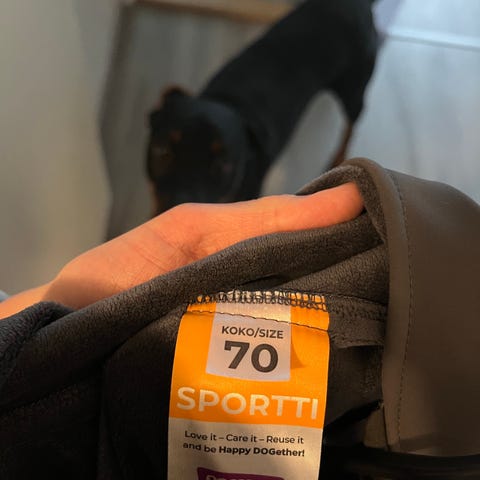 KOKO/SIZE
70
SPORTTI
Love it – Care it – Reuse it
and be Happy DOGether!